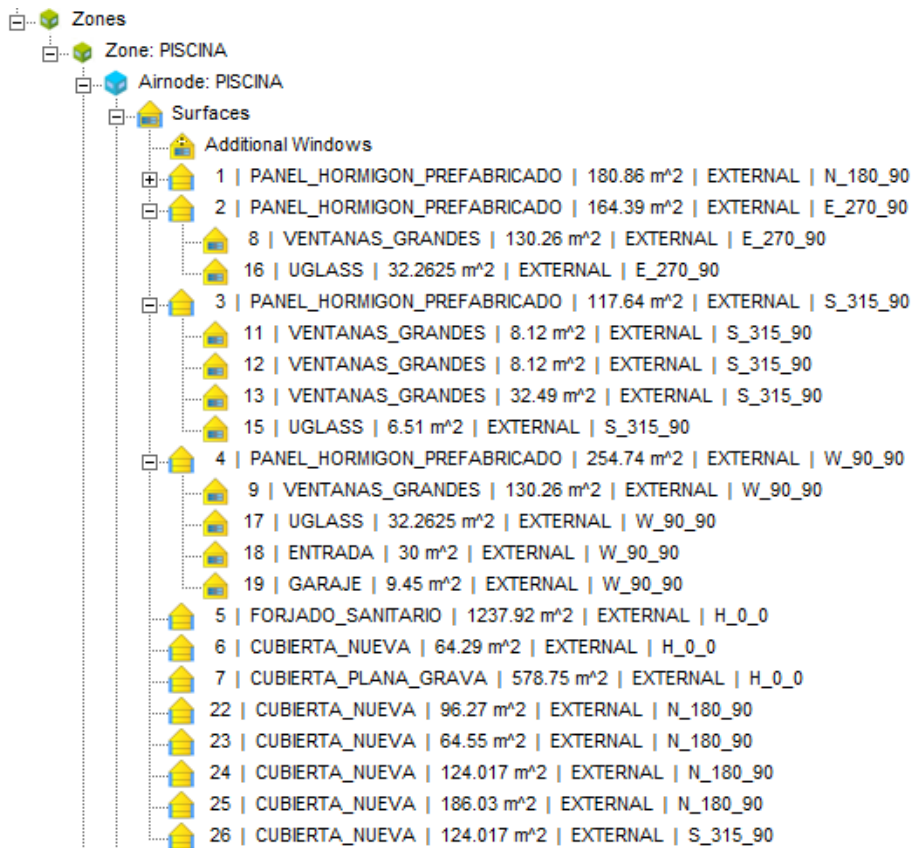 Zones
Zone: PISCINA
Airnode: PISCINA
Surfaces
Additional Windows
1 | PANEL_HORMIGON_PREFABRICADO | 180.86 m^2 | EXTERNAL | N_180_90
2 | PANEL_HORMIGON_PREFABRICADO | 164.39 m^2 | EXTERNAL | E_270_90
8 | VENTANAS_GRANDES | 130.26 m^2 | EXTERNAL | E_270_90
16 | UGLASS | 32.2625 m^2 | EXTERNAL | E_270_90
3 | PANEL_HORMIGON_PREFABRICADO | 117.64 m^2 | EXTERNAL | S_315_90
11 | VENTANAS_GRANDES | 8.12 m^2 | EXTERNAL | S_315_90
12 | VENTANAS_GRANDES | 8.12 m^2 | EXTERNAL | S_315_90
13 | VENTANAS_GRANDES | 32.49 m^2 | EXTERNAL | S_315_90
15 | UGLASS | 6.51 m^2 | EXTERNAL | S_315_90
4 | PANEL_HORMIGON_PREFABRICADO | 254.74 m^2 | EXTERNAL | W_90_90
9 | VENTANAS_GRANDES | 130.26 m^2 | EXTERNAL | W_90_90
17 | UGLASS | 32.2625 m^2 | EXTERNAL | W_90_90
18 | ENTRADA | 30 m^2 | EXTERNAL | W_90_90
19 | GARAJE | 9.45 m^2 | EXTERNAL | W_90_90
5 | FORJADO_SANITARIO | 1237.92 m^2 | EXTERNAL | H_0_0
6 | CUBIERTA_NUEVA | 64.29 m^2 | EXTERNAL | H_0_0
7 | CUBIERTA_PLANA_GRAVA | 578.75 m^2 | EXTERNAL | H_0_0
22 | CUBIERTA_NUEVA | 96.27 m^2 | EXTERNAL | N_180_90
23 | CUBIERTA_NUEVA | 64.55 m^2 | EXTERNAL | N_180_90
24 | CUBIERTA_NUEVA | 124.017 m^2 | EXTERNAL | N_180_90
25 | CUBIERTA_NUEVA | 186.03 m^2 | EXTERNAL | N_180_90
26 | CUBIERTA_NUEVA | 124.017 m^2 | EXTERNAL | S_315_90